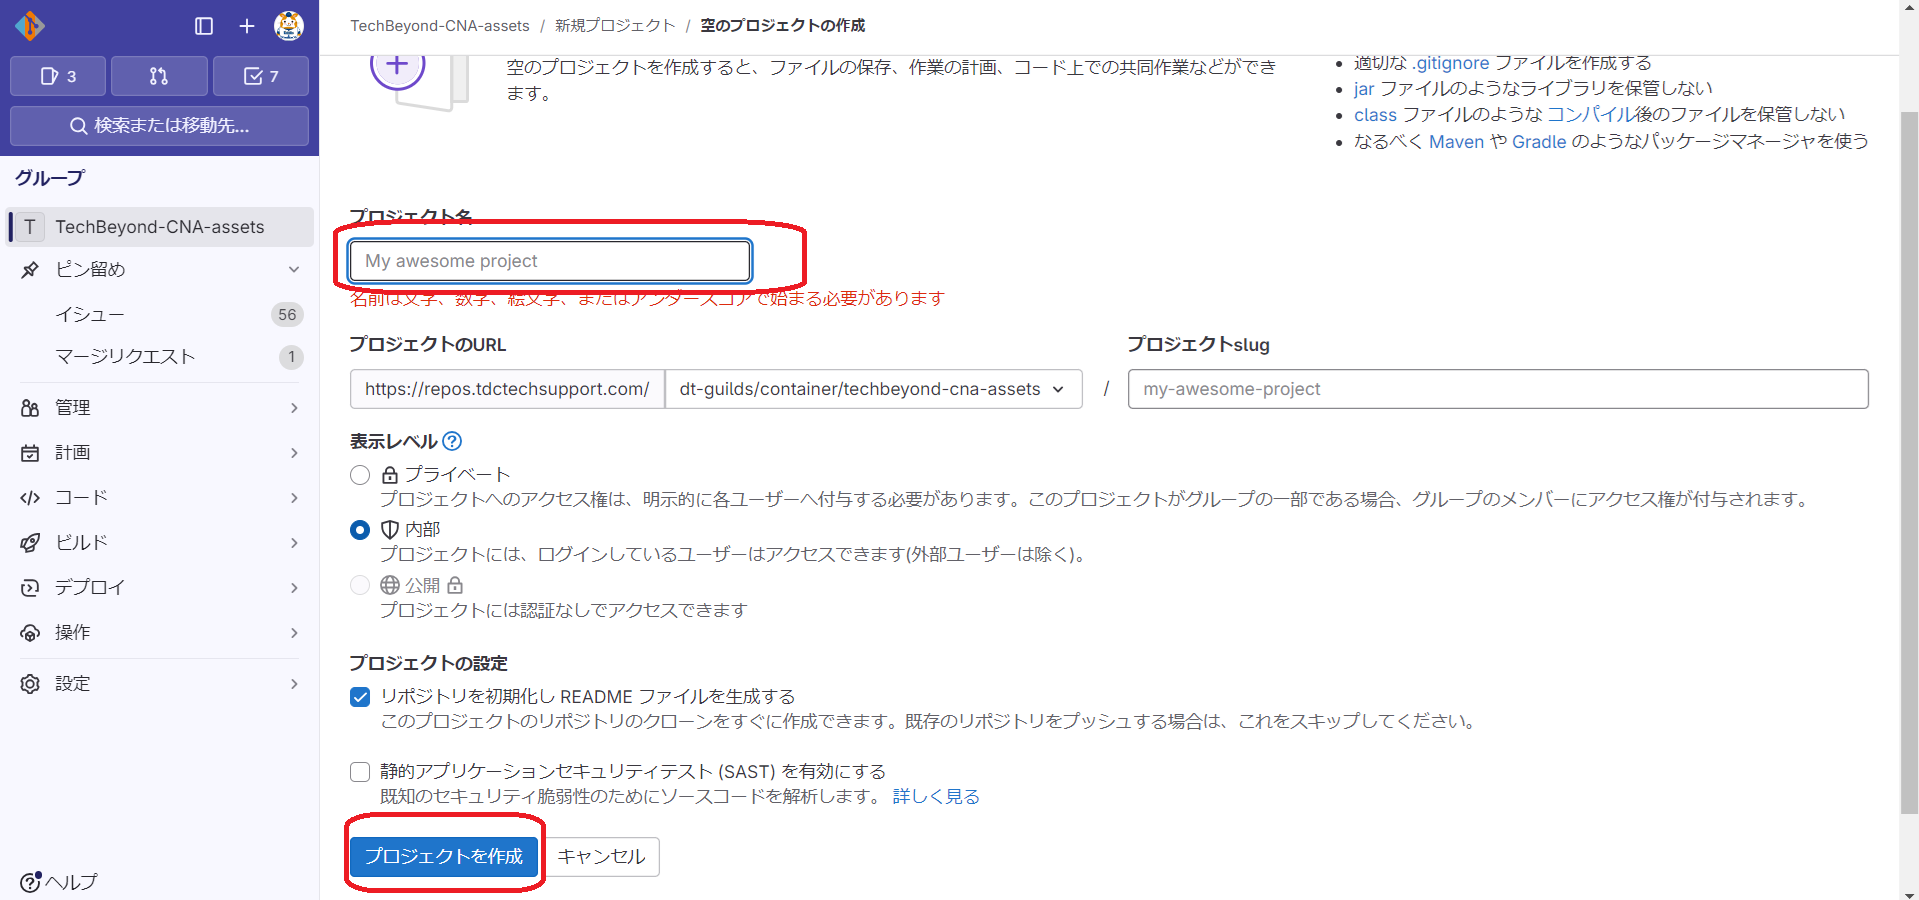 TechBeyond-CNA-assets / 新規プロジェクト / 空のプロジェクトの作成
3
7
検索または移動先...
グループ
T TechBeyond-CNA-assets
ピン留め
イシュー 56
マージリクエスト 1
管理
計画
コード
ビルド
デプロイ
操作
設定
ヘルプ
空のプロジェクトを作成すると、ファイルの保存、作業の計画、コード上での共同作業などができ
ます。
適切な .gitignore ファイルを作成する
jar ファイルのようなライブラリを保管しない
class ファイルのような コンパイル後のファイルを保管しない
なるべく Maven や Gradle のようなパッケージマネージャを使う
プロジェクト名
My awesome project
名前は文字、数字、絵文字、またはアンダースコアで始まる必要があります
プロジェクトのURL
https://repos.tdctechsupport.com/ dt-guilds/container/techbeyond-cna-assets /
プロジェクトslug
my-awesome-project
表示レベル
プライベート
プロジェクトへのアクセス権は、明示的に各ユーザーへ付与する必要があります。このプロジェクトがグループの一部である場合、グループのメンバーにアクセス権が付与されます。
内部
プロジェクトには、ログインしているユーザーはアクセスできます(外部ユーザーは除く)。
公開
プロジェクトには認証なしでアクセスできます
プロジェクトの設定
リポジトリを初期化し README ファイルを生成する
このプロジェクトのリポジトリのクローンをすぐに作成できます。既存のリポジトリをプッシュする場合は、これをスキップしてください。
静的アプリケーションセキュリティテスト (SAST) を有効にする
既知のセキュリティ脆弱性のためにソースコードを解析します。 詳しく見る
プロジェクトを作成 キャンセル